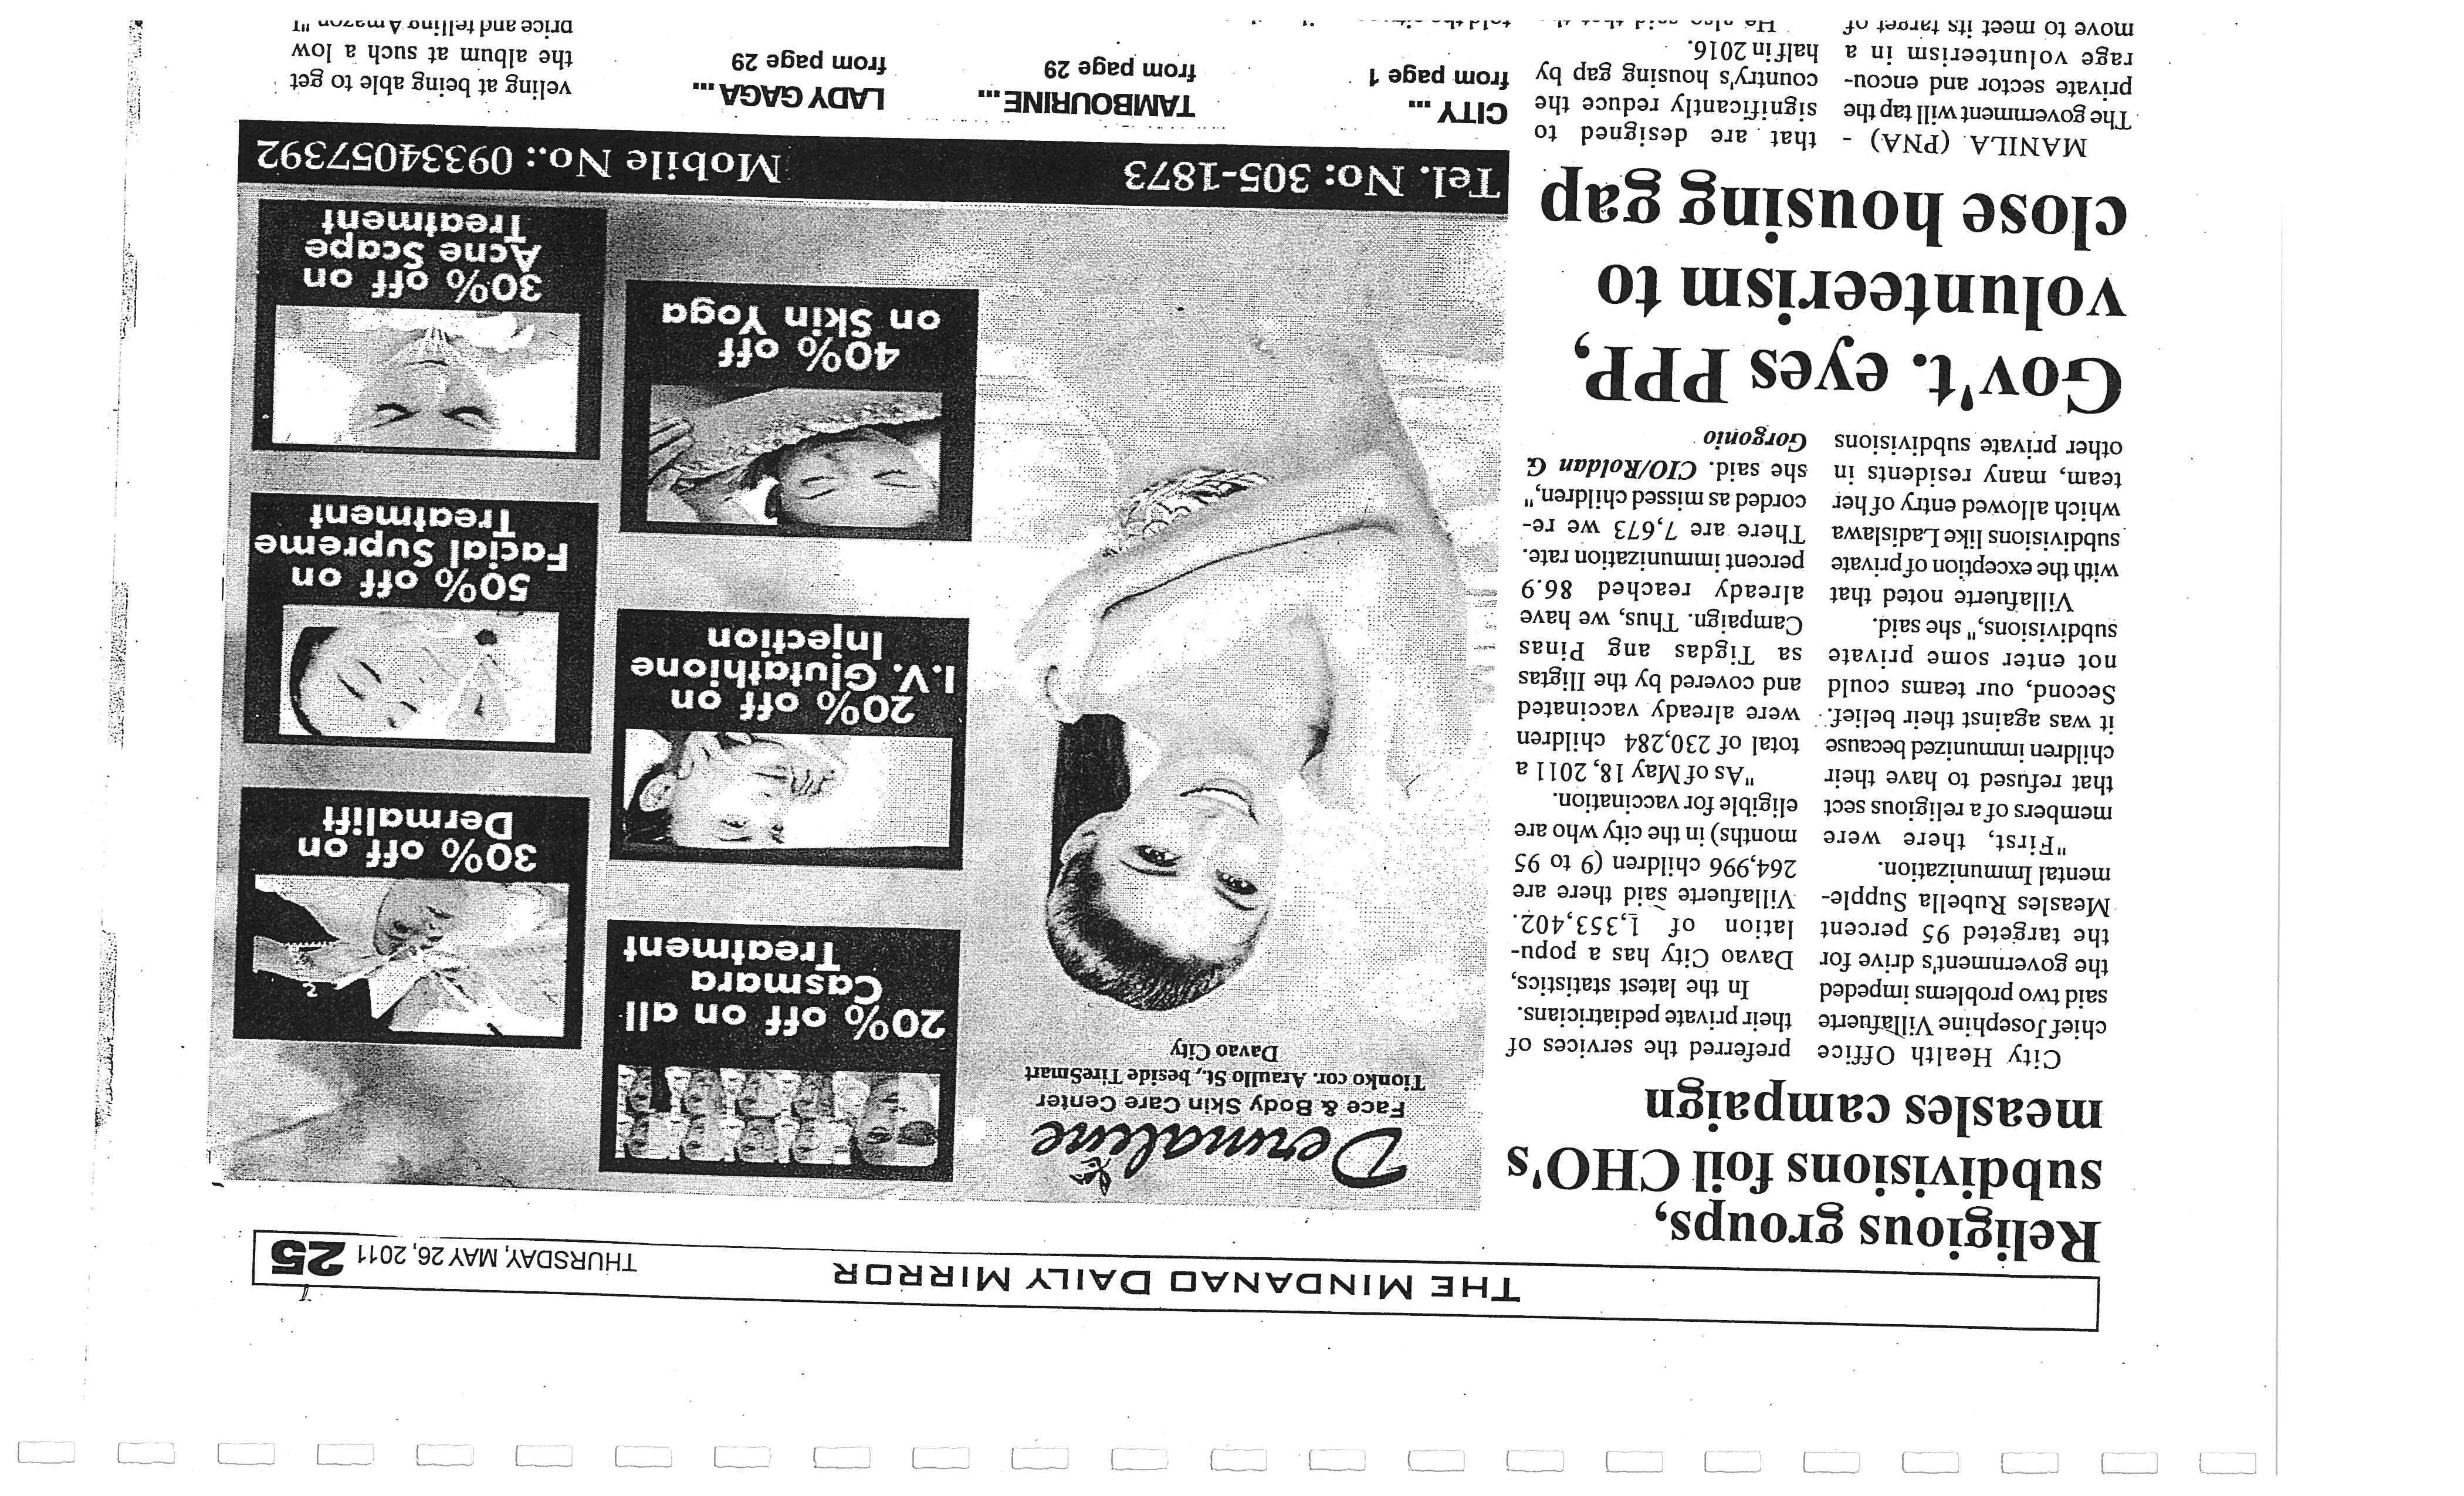 THE MINDANAO DAILY MIRROR
THURSDAY, MAY 26, 2011 25
Religious groups,
subdivisions foil CHO's
measles campaign
City Health Office
chief Josephine Villafuerte
said two problems impeded
the government's drive for
the targeted 95 percent
Measles Rubella Supple-
mental Immunization.
"First, there were
members of a religious sect
that refused to have their
children immunized because
it was against their belief.
Second, our teams could
not enter some private
subdivisions," she said.
Villafuerte noted that
with the exception of private
subdivisions like Ladislawa
which allowed entry of her
team, many residents in
other private subdivisions
preferred the services of
their private pediatricians.
In the latest statistics,
Davao City has a popu-
lation of 1,353,402.
Villafuerte said there are
264,996 children (9 to 95
months) in the city who are
eligible for vaccination.
"As of May 18, 2011 a
total of 230,284 children
were already vaccinated
and covered by the Iligtas
sa Tigdas ang Pinas
Campaign. Thus, we have
already reached 86.9
percent immunization rate.
There are 7,673 we re-
corded as missed children,"
she said. CIO/Roldan G
Gorgonio
Gov't. eyes PPP,
volunteerism to
close housing gap
MANILA (PNA) -
The government will tap the
private sector and encou-
rage volunteerism in a
move to meet its target of
that are designed to
significantly reduce the
country's housing gap by
half in 2016.
He also said that the
Dermaline
Face & Body Skin Care Center
Tionko cor. Araullo St., beside TireSmart
Davao City
20% off on all
Casmara
Treatment
30% off on
Dermalift
20% off on
I.V. Glutathione
Injection
50% off on
Facial Supreme
Treatment
40% off
on Skin Yoga
30% off on
Acne Scape
Treatment
Tel. No: 305-1873
Mobile No.: 09334057392
CITY ...
from page 1
TAMBOURINE...
from page 29
LADY GAGA...
from page 29
veling at being able to get
the album at such a low
price and telling Amazon "I